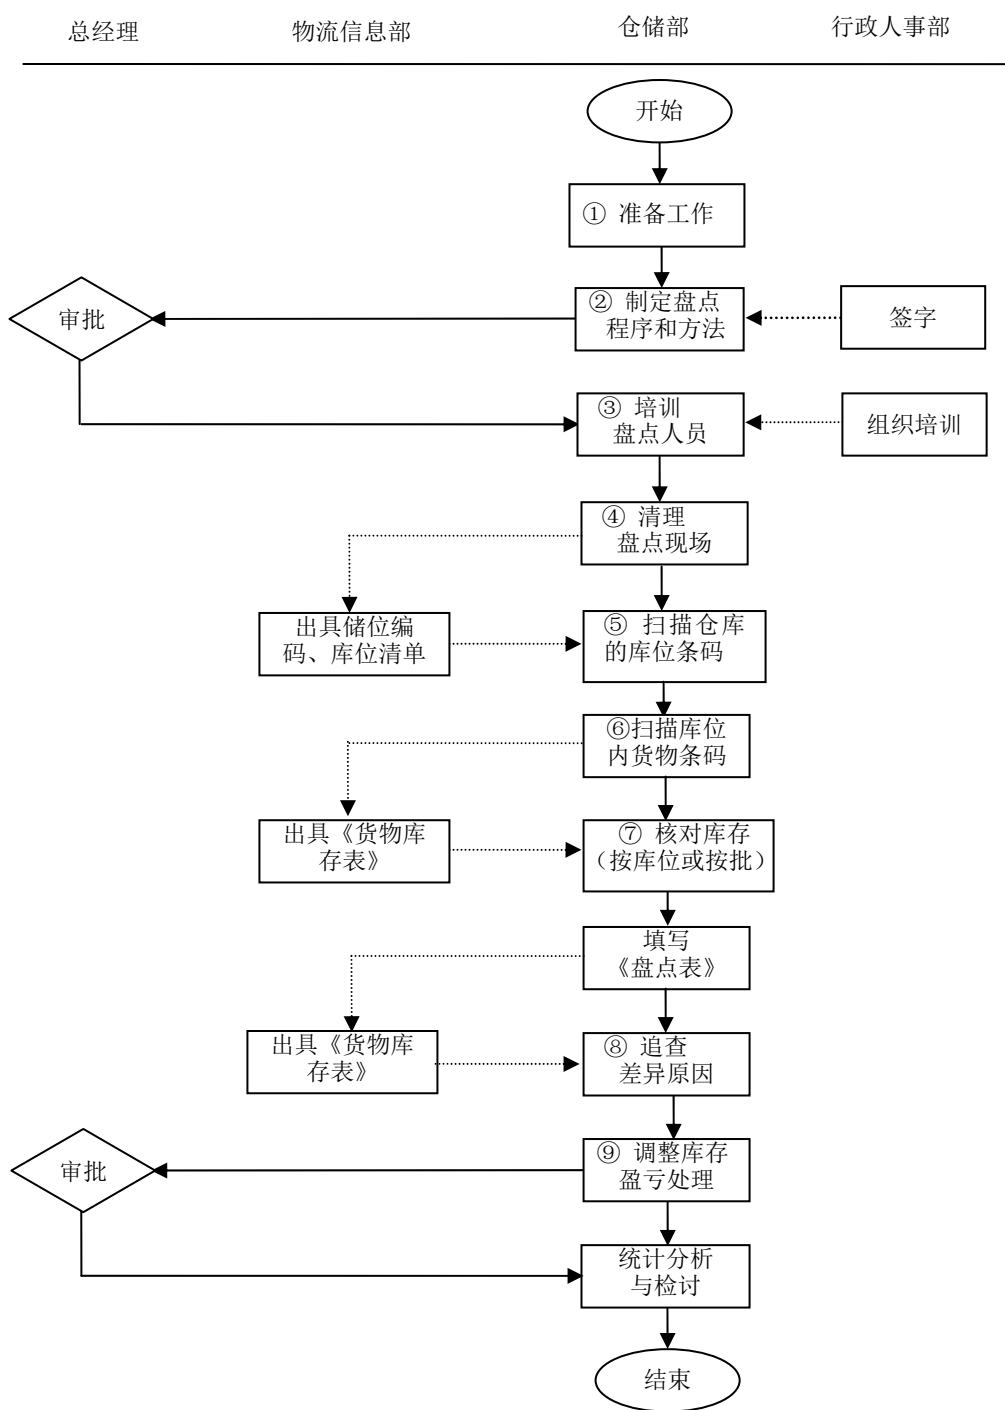 总经理
物流信息部
仓储部
行政人事部
开始
① 准备工作
审批
② 制定盘点
程序和方法
签字
③ 培训
盘点人员
组织培训
④ 清理
盘点现场
出具储位编
码、库位清单
⑤ 扫描仓库
的库位条码
⑥扫描库位
内货物条码
出具《货物库
存表》
⑦ 核对库存
（按库位或按批）
填写
《盘点表》
出具《货物库
存表》
⑧ 追查
差异原因
审批
⑨ 调整库存
盈亏处理
统计分析
与检讨
结束